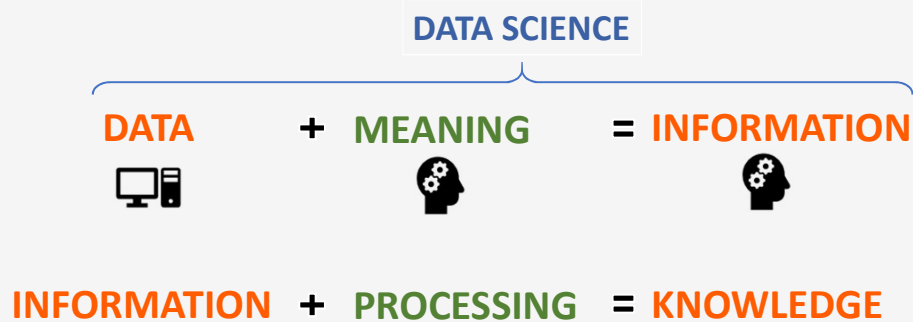 DATA SCIENCE
DATA + MEANING = INFORMATION
INFORMATION + PROCESSING = KNOWLEDGE